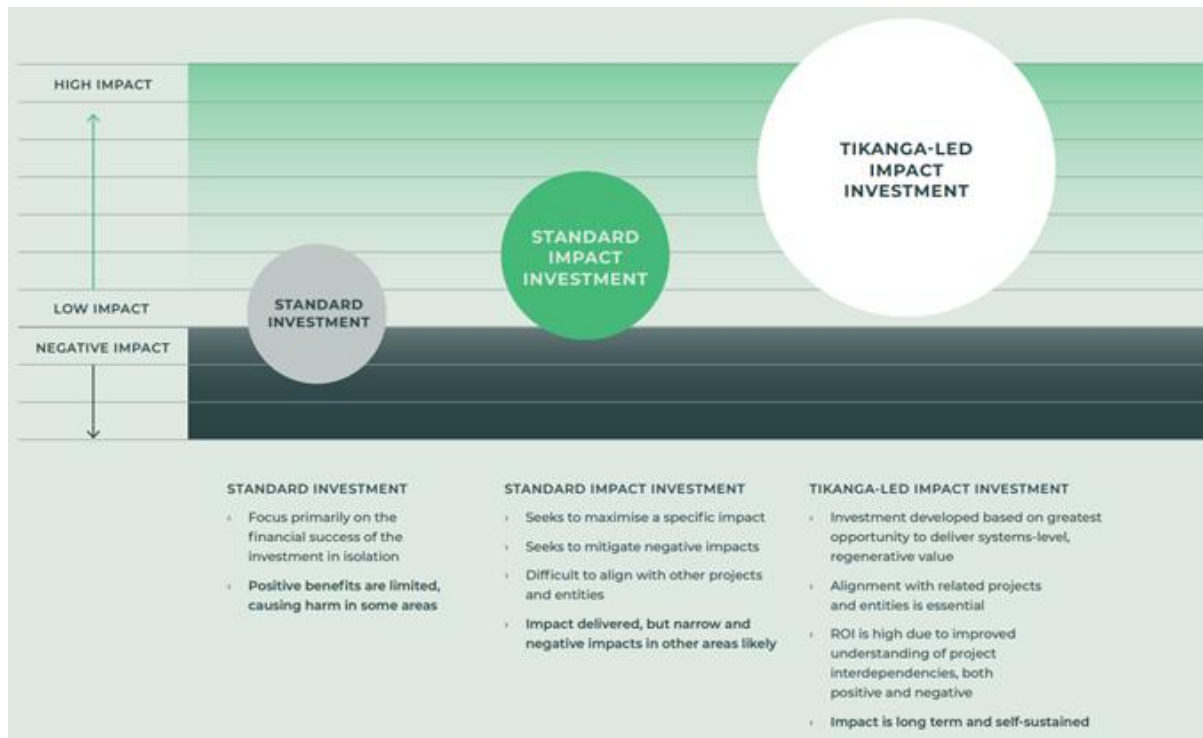 HIGH IMPACT
LOW IMPACT
NEGATIVE IMPACT
STANDARD
INVESTMENT
STANDARD
IMPACT
INVESTMENT
TIKANGA-LED
IMPACT
INVESTMENT
STANDARD INVESTMENT
› Focus primarily on the
financial success of the
investment in isolation
› Positive benefits are limited,
causing harm in some areas
STANDARD IMPACT INVESTMENT
› Seeks to maximise a specific impact
› Seeks to mitigate negative impacts
› Difficult to align with other projects
and entities
› Impact delivered, but narrow and
negative impacts in other areas likely
TIKANGA-LED IMPACT INVESTMENT
› Investment developed based on greatest
opportunity to deliver systems-level,
regenerative value
› Alignment with related projects
and entities is essential
› ROI is high due to improved
understanding of project
interdependencies, both
positive and negative
› Impact is long term and self-sustained